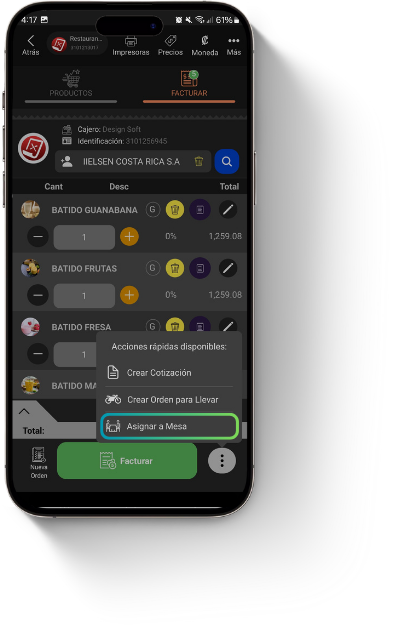 4:17
61%
Restauran...
3101233017
Atrás
Impresoras
Precios
Moneda
Más
PRODUCTOS
FACTURAR
Cajero: Design Soft
Identificación: 3101256945
IIELSEN COSTA RICA S.A
Cant Desc Total
BATIDO GUANABANA G
1 0% 1,259.08
BATIDO FRUTAS G
1 0% 1,259.08
BATIDO FRESA G
1
BATIDO MA
Acciones rápidas disponibles:
Crear Cotización
Crear Orden para Llevar
Asignar a Mesa
Total:
Nueva
Orden
Facturar